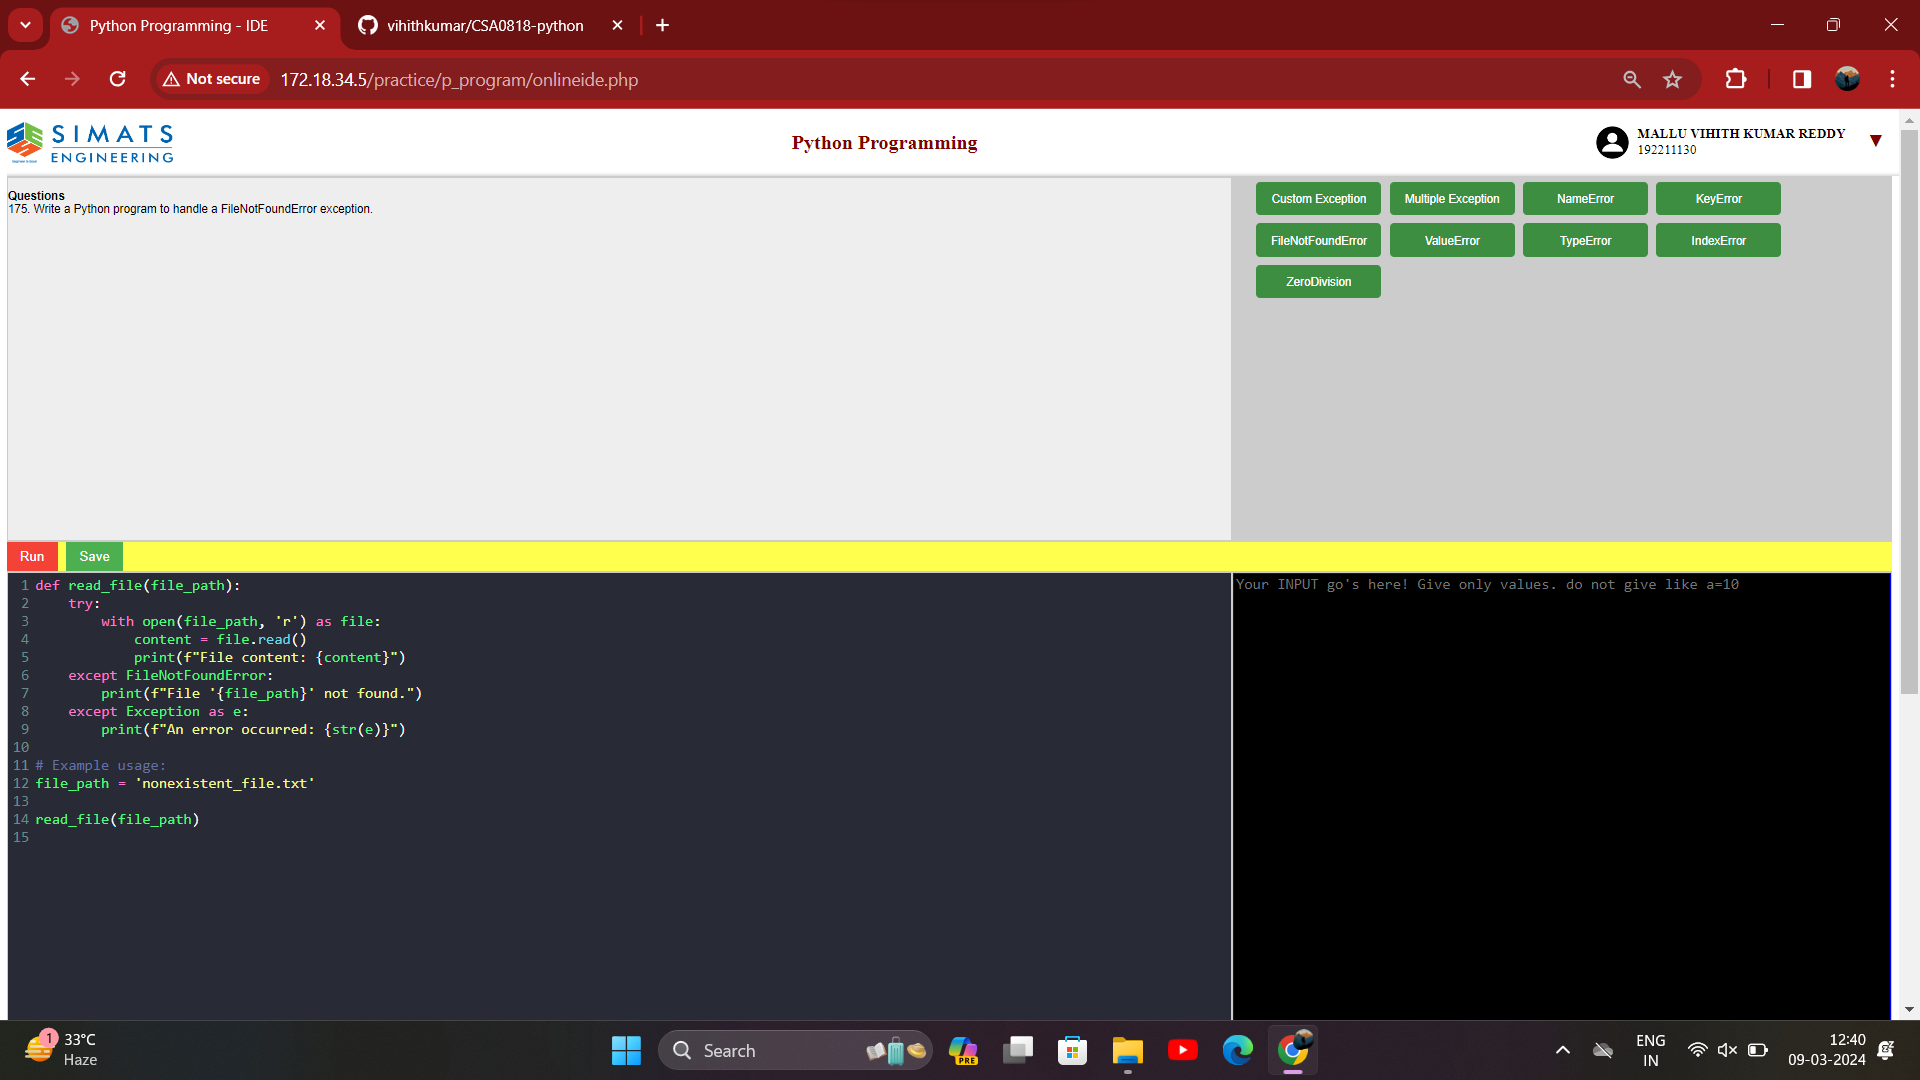 Python Programming - IDE
vihithkumar/CSA0818-python
Not secure
172.18.34.5/practice/p_program/onlineide.php
SIMATS
ENGINEERING
Python Programming
MALLU VIHITH KUMAR REDDY
192211130
Questions
175. Write a Python program to handle a FileNotFoundError exception.
Custom Exception
Multiple Exception
NameError
KeyError
FileNotFoundError
ValueError
TypeError
IndexError
ZeroDivision
Run
Save
1 def read_file(file_path):
2     try:
3         with open(file_path, 'r') as file:
4             content = file.read()
5             print(f"File content: {content}")
6     except FileNotFoundError:
7         print(f"File '{file_path}' not found.")
8     except Exception as e:
9         print(f"An error occurred: {str(e)}")
10
11 # Example usage:
12 file_path = 'nonexistent_file.txt'
13
14 read_file(file_path)
15
Your INPUT go's here! Give only values. do not give like a=10
1
33°C
Haze
Search
PRE
ENG
IN
12:40
09-03-2024